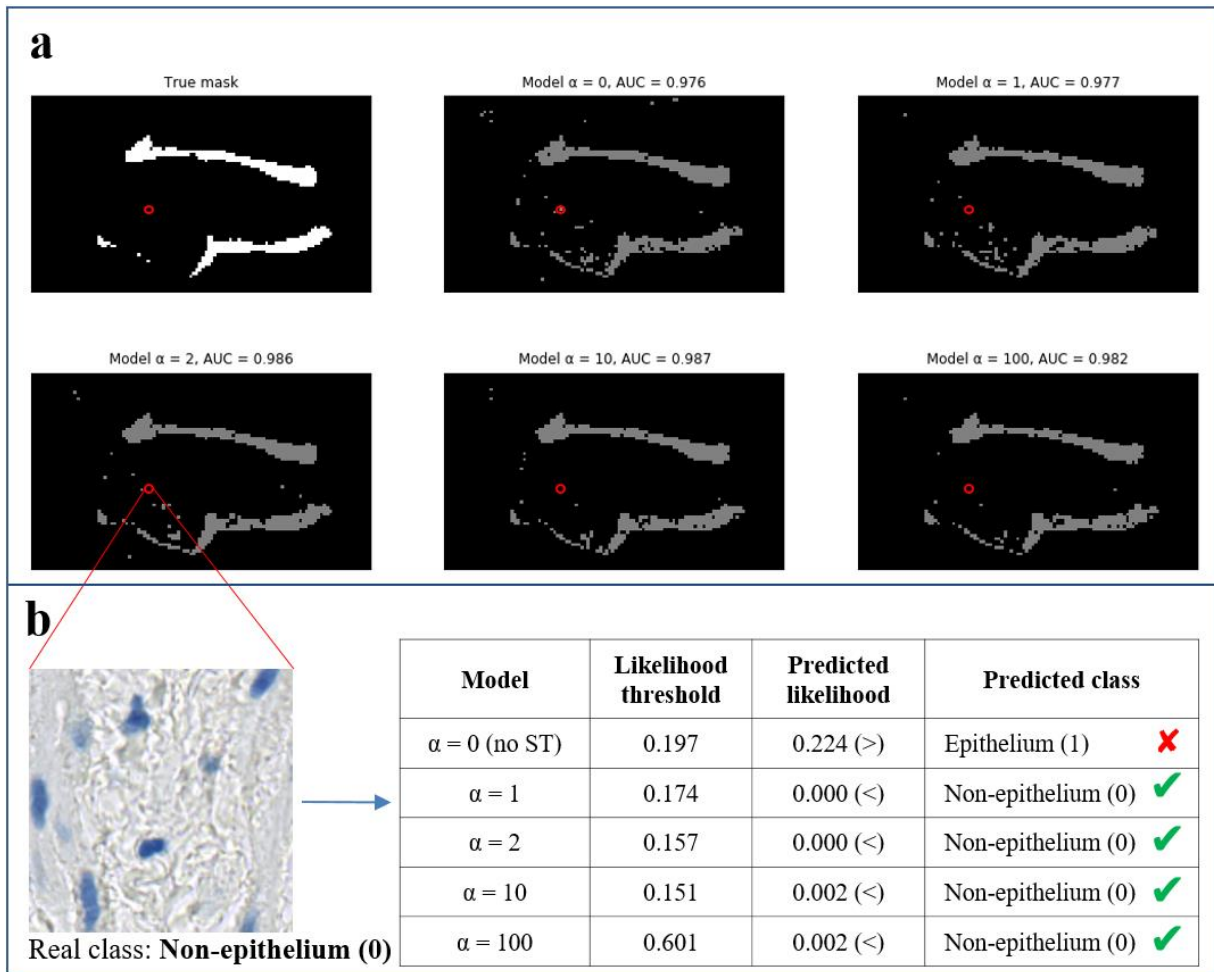 a
True mask
Model α = 0, AUC = 0.976
Model α = 1, AUC = 0.977
Model α = 2, AUC = 0.986
Model α = 10, AUC = 0.987
Model α = 100, AUC = 0.982
b
Real class: Non-epithelium (0)
Model Likelihood threshold Predicted likelihood Predicted class
α = 0 (no ST) 0.197 0.224 (>) Epithelium (1) ✘
α = 1 0.174 0.000 (<) Non-epithelium (0) ✔
α = 2 0.157 0.000 (<) Non-epithelium (0) ✔
α = 10 0.151 0.002 (<) Non-epithelium (0) ✔
α = 100 0.601 0.002 (<) Non-epithelium (0) ✔